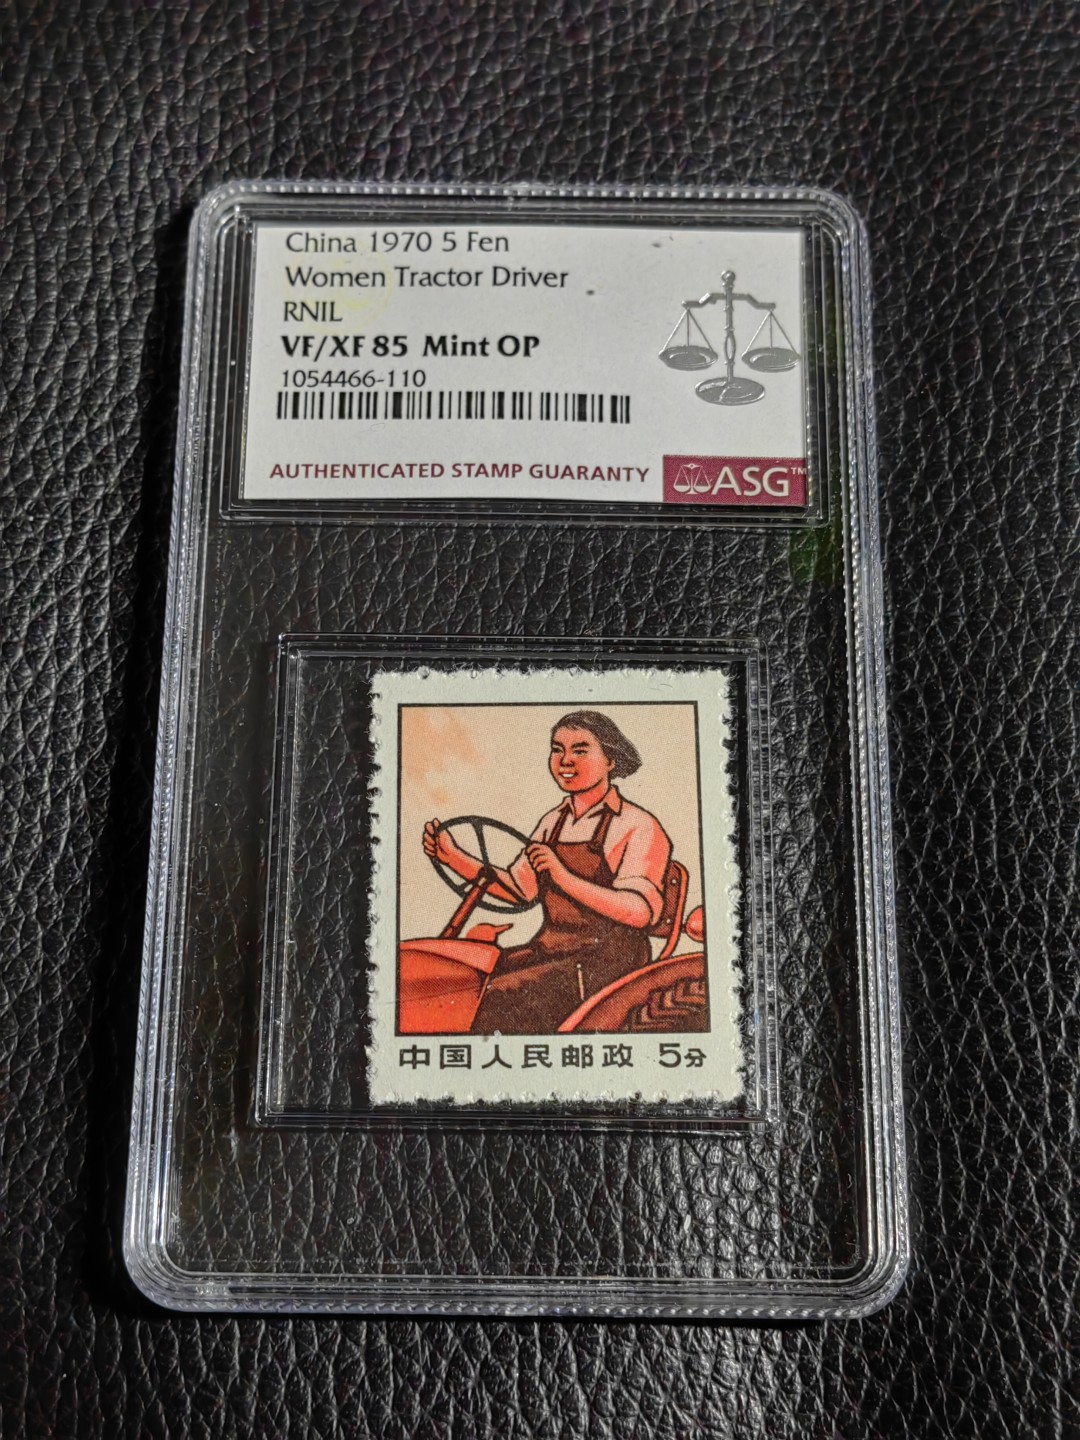 China 1970 5 Fen
Women Tractor Driver
RNIL
VF/XF 85 Mint OP
1054466-110
AUTHENTICATED STAMP GUARANTY
ASG™
中国人民邮政 5分